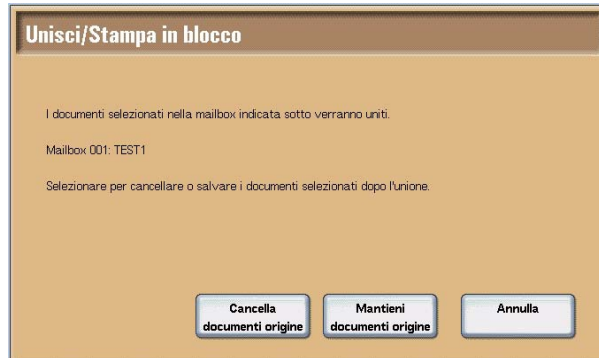 Unisci/Stampa in blocco
I documenti selezionati nella mailbox indicata sotto verranno uniti.
Mailbox 001: TEST1
Selezionare per cancellare o salvare i documenti selezionati dopo l'unione.
Cancella
documenti origine
Mantieni
documenti origine
Annulla